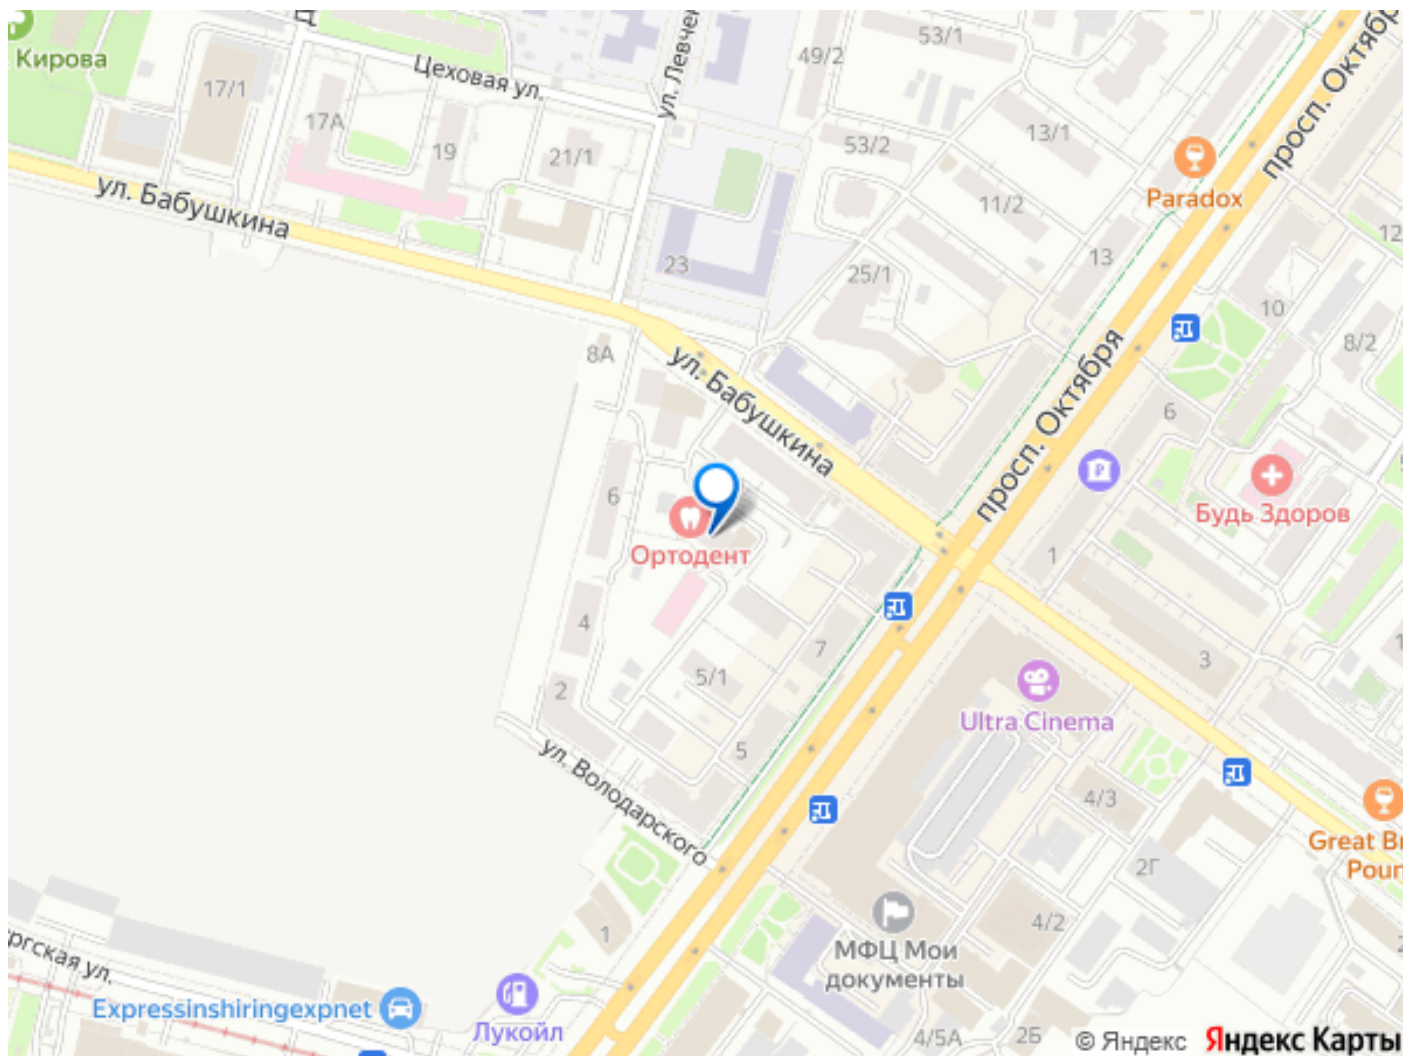 Кирова
17/1
Цеховая ул.
ул. Левчен
49/2
53/1
просп. Октября
17А
19
21/1
53/2
13/1
Paradox
ул. Бабушкина
11/2
12
23
25/1
13
10
8/2
8А
ул. Бабушкина
просп. Октября
6
6
Ортодент
Будь Здоров
1
4
7
3
5/1
2
Ultra Cinema
5
ул. Володарского
4/3
Great Br
Poun
2Г
1
4/2
МФЦ Мои
документы
ргская ул.
Expressinshiringexpnet
Лукойл
4/5А
2Б
© Яндекс Яндекс Карты